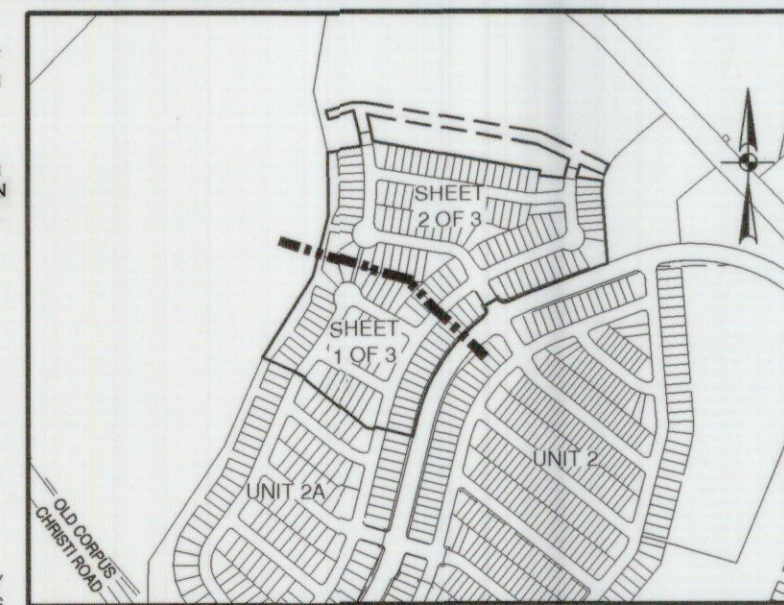 SHEET
2 OF 3
SHEET
1 OF 3
UNIT 2
UNIT 2A
OLD CORPUS
CHRISTI ROAD